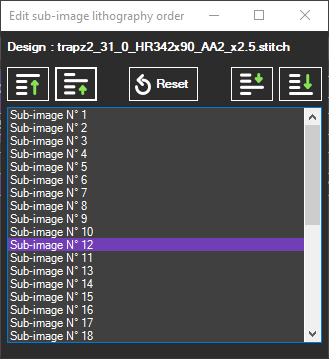 Edit sub-image lithography order
Design : trapz2_31_0_HR342x90_AA2_x2.5.stitch
Reset
Sub-image N° 1
Sub-image N° 2
Sub-image N° 3
Sub-image N° 4
Sub-image N° 5
Sub-image N° 6
Sub-image N° 7
Sub-image N° 8
Sub-image N° 9
Sub-image N° 10
Sub-image N° 12
Sub-image N° 11
Sub-image N° 13
Sub-image N° 14
Sub-image N° 15
Sub-image N° 16
Sub-image N° 17
Sub-image N° 18